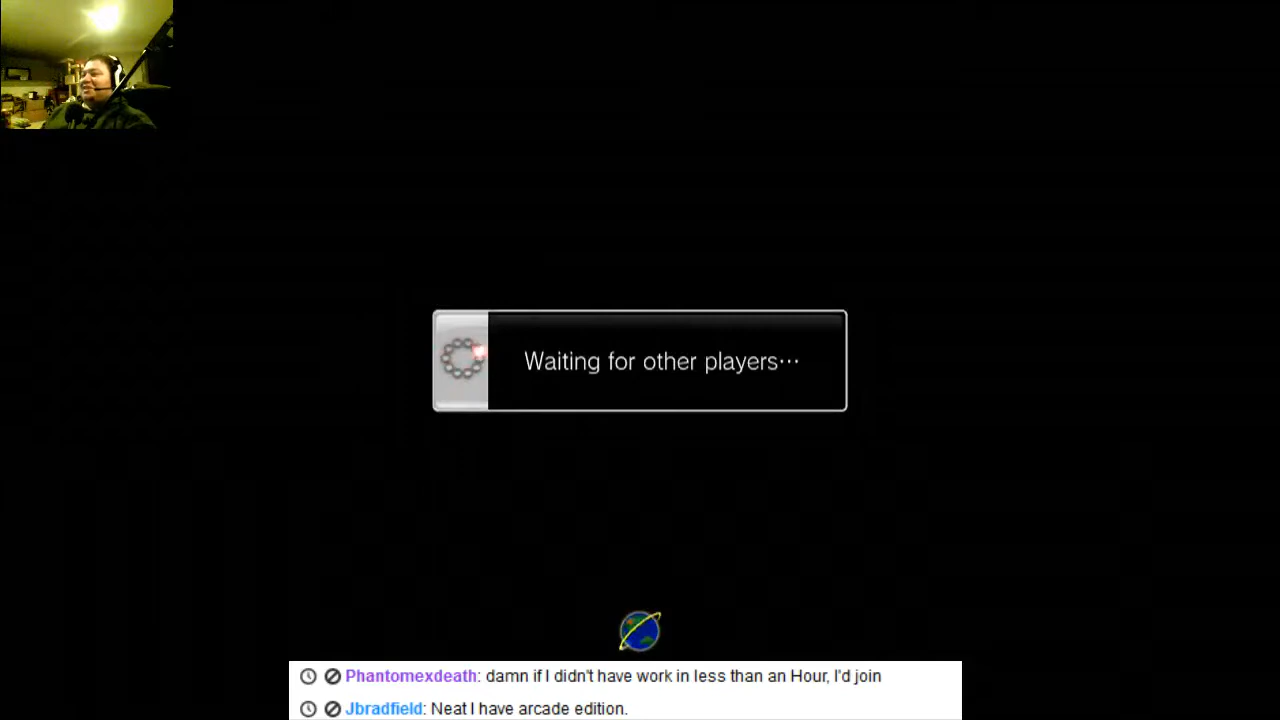 Waiting for other players…
Phantomexdeath: damn if I didn't have work in less than an Hour, I'd join
Jbradfield: Neat I have arcade edition.